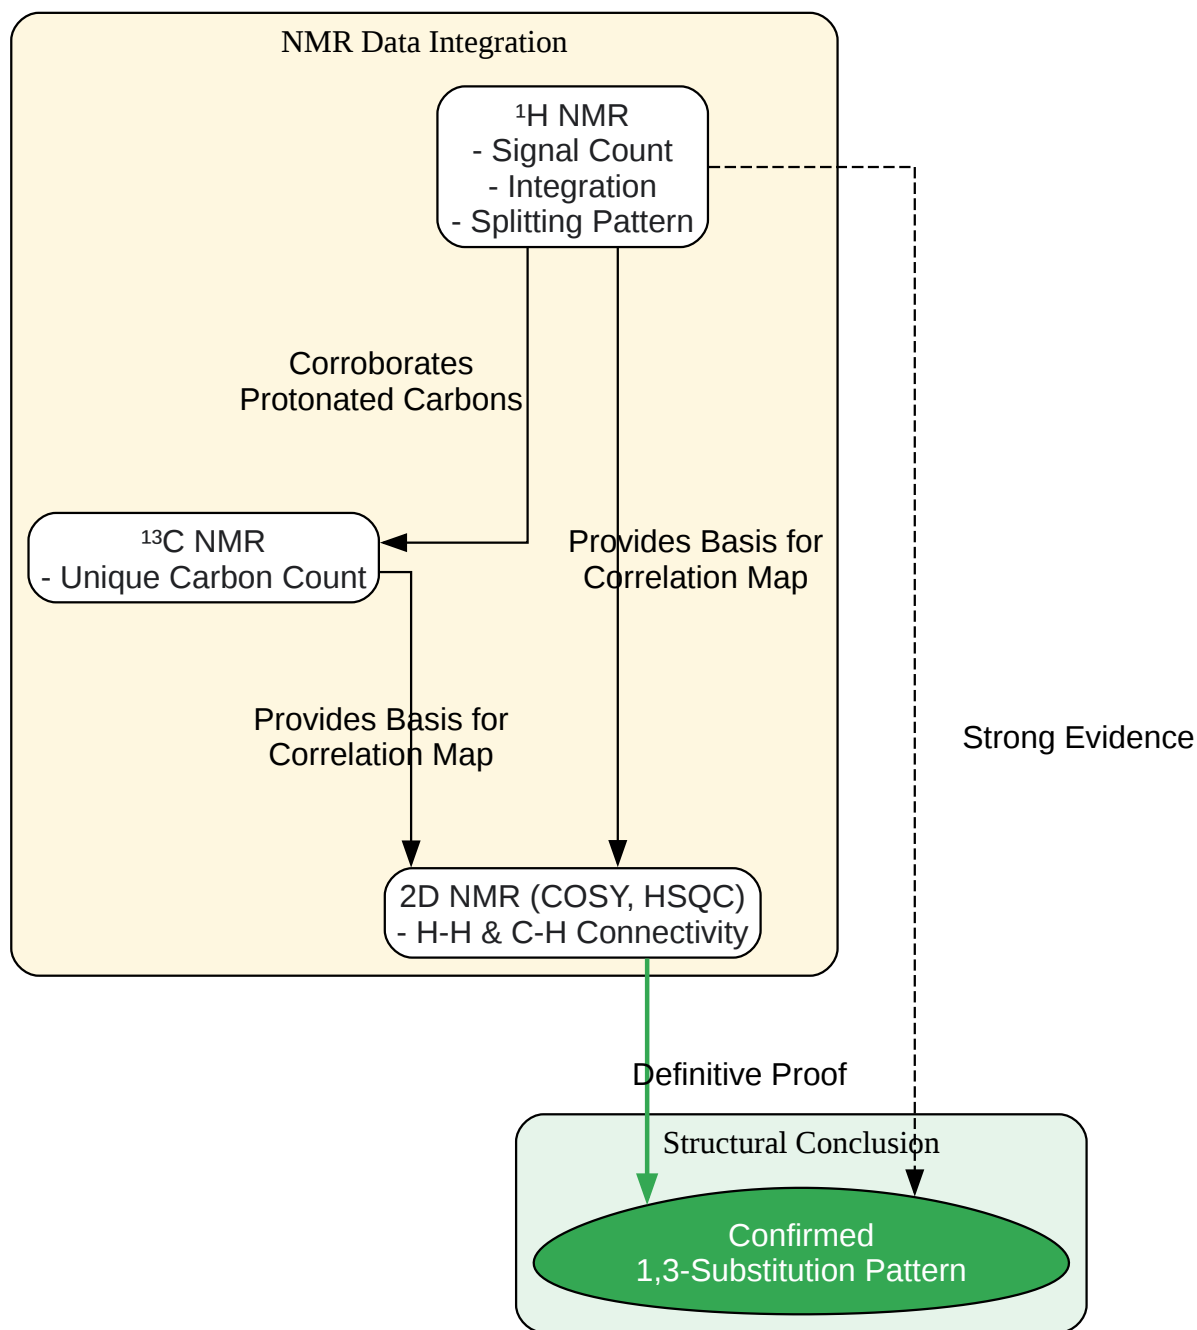 NMR Data Integration
¹H NMR
- Signal Count
- Integration
- Splitting Pattern
Corroborates
Protonated Carbons
¹³C NMR
- Unique Carbon Count
Provides Basis for
Correlation Map
Provides Basis for
Correlation Map
Strong Evidence
2D NMR (COSY, HSQC)
- H-H & C-H Connectivity
Definitive Proof
Structural Conclusion
Confirmed
1,3-Substitution Pattern